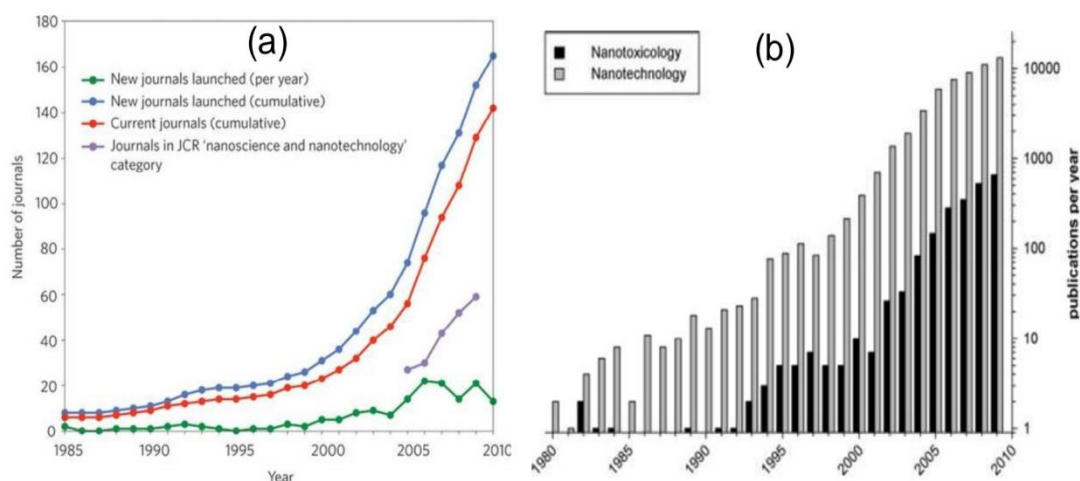 (a)
New journals launched (per year)
New journals launched (cumulative)
Current journals (cumulative)
Journals in JCR 'nanoscience and nanotechnology'
category
Number of journals
180
160
140
120
100
80
60
40
20
0
1985
1990
1995
2000
2005
2010
Year
(b)
Nanotoxicology
Nanotechnology
10000
1000
100
10
1
publications per year
1980
1985
1990
1995
2000
2005
2010